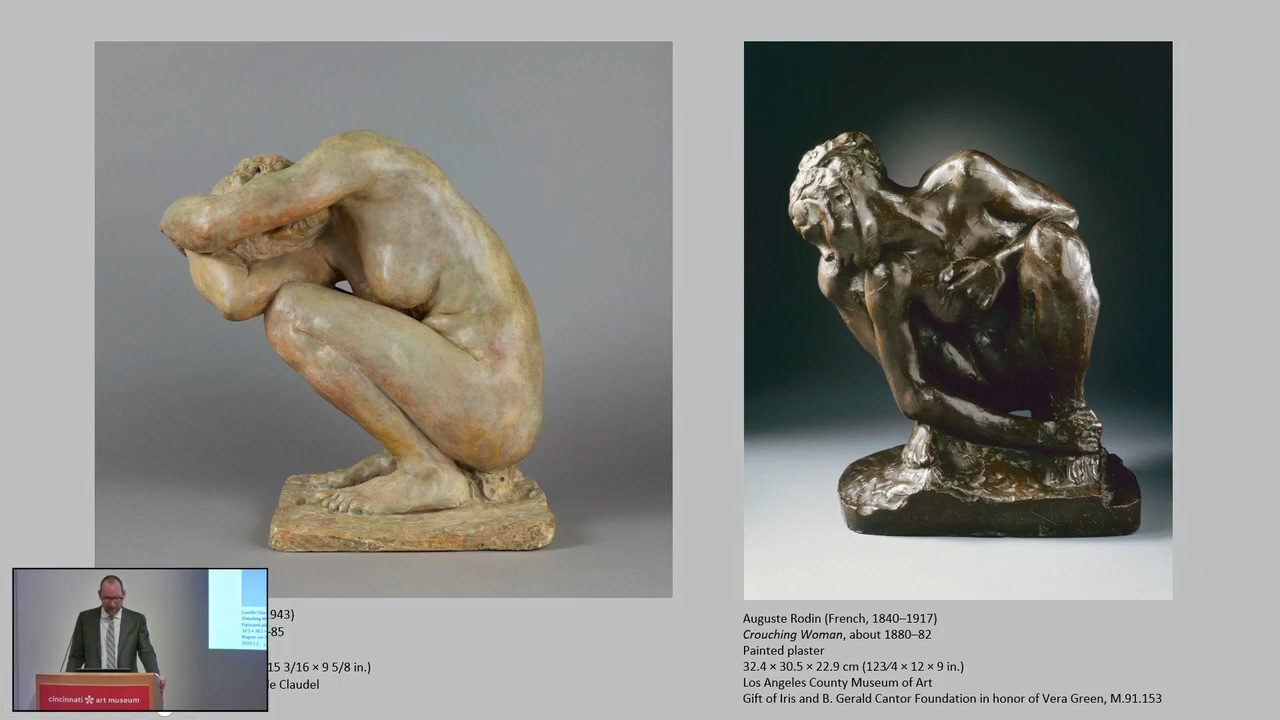 943)
-85
15 3/16 × 9 5/8 in.)
le Claudel
Auguste Rodin (French, 1840–1917)
Crouching Woman, about 1880–82
Painted plaster
32.4 × 30.5 × 22.9 cm (123⁄4 × 12 × 9 in.)
Los Angeles County Museum of Art
Gift of Iris and B. Gerald Cantor Foundation in honor of Vera Green, M.91.153
cincinnati art museum